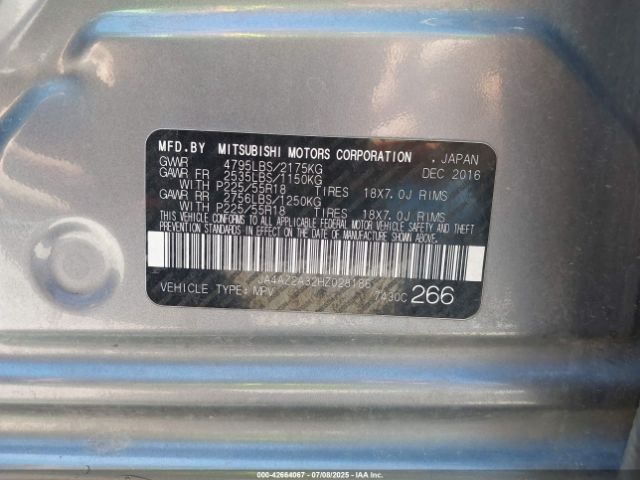 MFD.BY MITSUBISHI MOTORS CORPORATION , JAPAN
GVWR 4795LBS/2175KG DEC 2016
GAWR FR 2535LBS/1150KG
WITH P225/55R18 TIRES 18X7.0J RIMS
GAWR RR 2756LBS/1250KG
WITH P225/55R18 TIRES 18X7.0J RIMS
THIS VEHICLE CONFORMS TO ALL APPLICABLE FEDERAL MOTOR VEHICLE SAFETY AND THEFT
PREVENTION STANDARDS IN EFFECT ON THE DATE OF MANUFACTURE SHOWN ABOVE.
JA4AZ2A32HZ028186
VEHICLE TYPE: MPV 7A30C 266
000-42664067 - 07/08/2025 - IAA Inc.